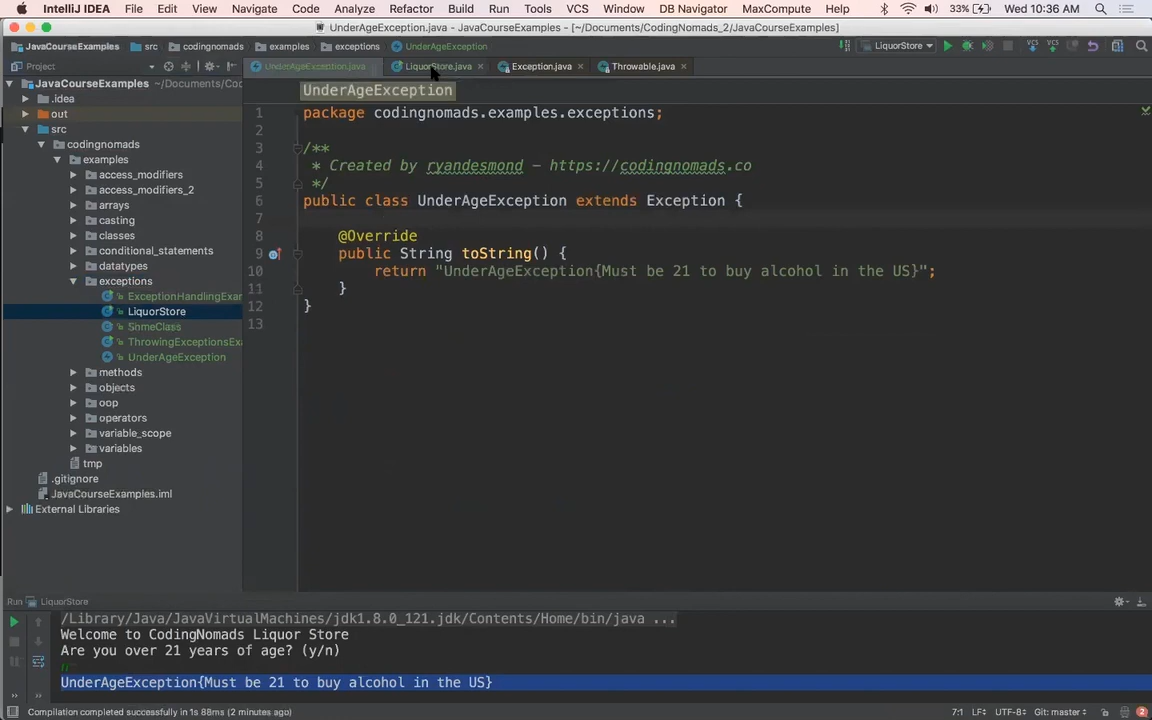 IntelliJ IDEA File Edit View Navigate Code Analyze Refactor Build Run Tools VCS Window DB Navigator MaxCompute Help 33% Wed 10:36 AM
UnderAgeException.java - JavaCourseExamples - [~/Documents/CodingNomads_2/JavaCourseExamples]
JavaCourseExamples src codingnomads examples exceptions UnderAgeException LiquorStore
Project UnderAgeException.java LiquorStore.java Exception.java Throwable.java
JavaCourseExamples ~/Documents/Coc
.idea
out
src
codingnomads
examples
access_modifiers
access_modifiers_2
arrays
casting
classes
conditional_statements
datatypes
exceptions
ExceptionHandlingExar
LiquorStore
ShmeClass
ThrowingExceptionsExa
UnderAgeException
methods
objects
oop
operators
variable_scope
variables
tmp
.gitignore
JavaCourseExamples.iml
External Libraries
UnderAgeException
1 package codingnomads.examples.exceptions;
2
3 /**
4 * Created by ryandesmond - https://codingnomads.co
5 */
6 public class UnderAgeException extends Exception {
7
8 @Override
9 public String toString() {
10 return "UnderAgeException{Must be 21 to buy alcohol in the US}";
11 }
12 }
13
Run LiquorStore
/Library/Java/JavaVirtualMachines/jdk1.8.0_121.jdk/Contents/Home/bin/java ...
Welcome to CodingNomads Liquor Store
Are you over 21 years of age? (y/n)
UnderAgeException{Must be 21 to buy alcohol in the US}
Compilation completed successfully in 1s 88ms (2 minutes ago) 7:1 LF UTF-8 Git: master 2